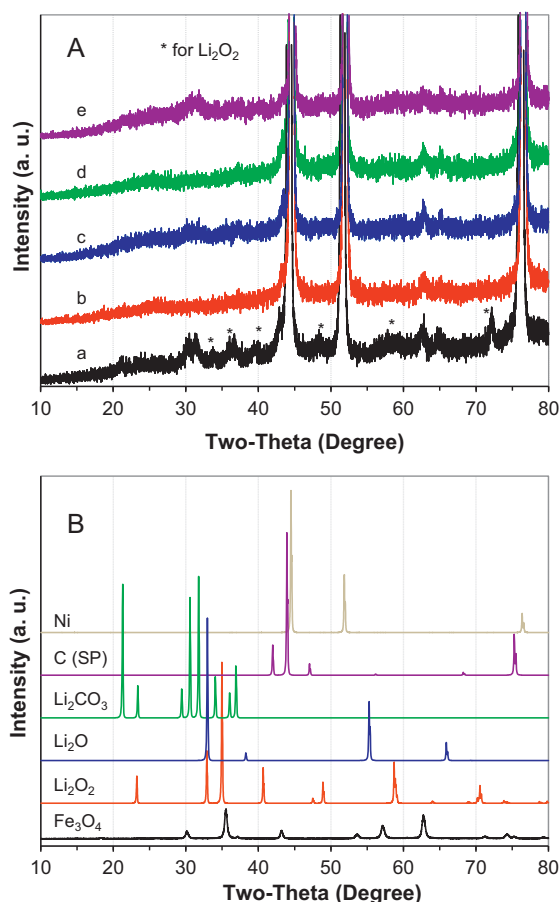 A
* for Li₂O₂
e
d
c
b
a
* * * * * *
Intensity (a. u.)
10 20 30 40 50 60 70 80
Two-Theta (Degree)
B
Ni
C (SP)
Li₂CO₃
Li₂O
Li₂O₂
Fe₃O₄
Intensity (a. u.)
10 20 30 40 50 60 70 80
Two-Theta (Degree)